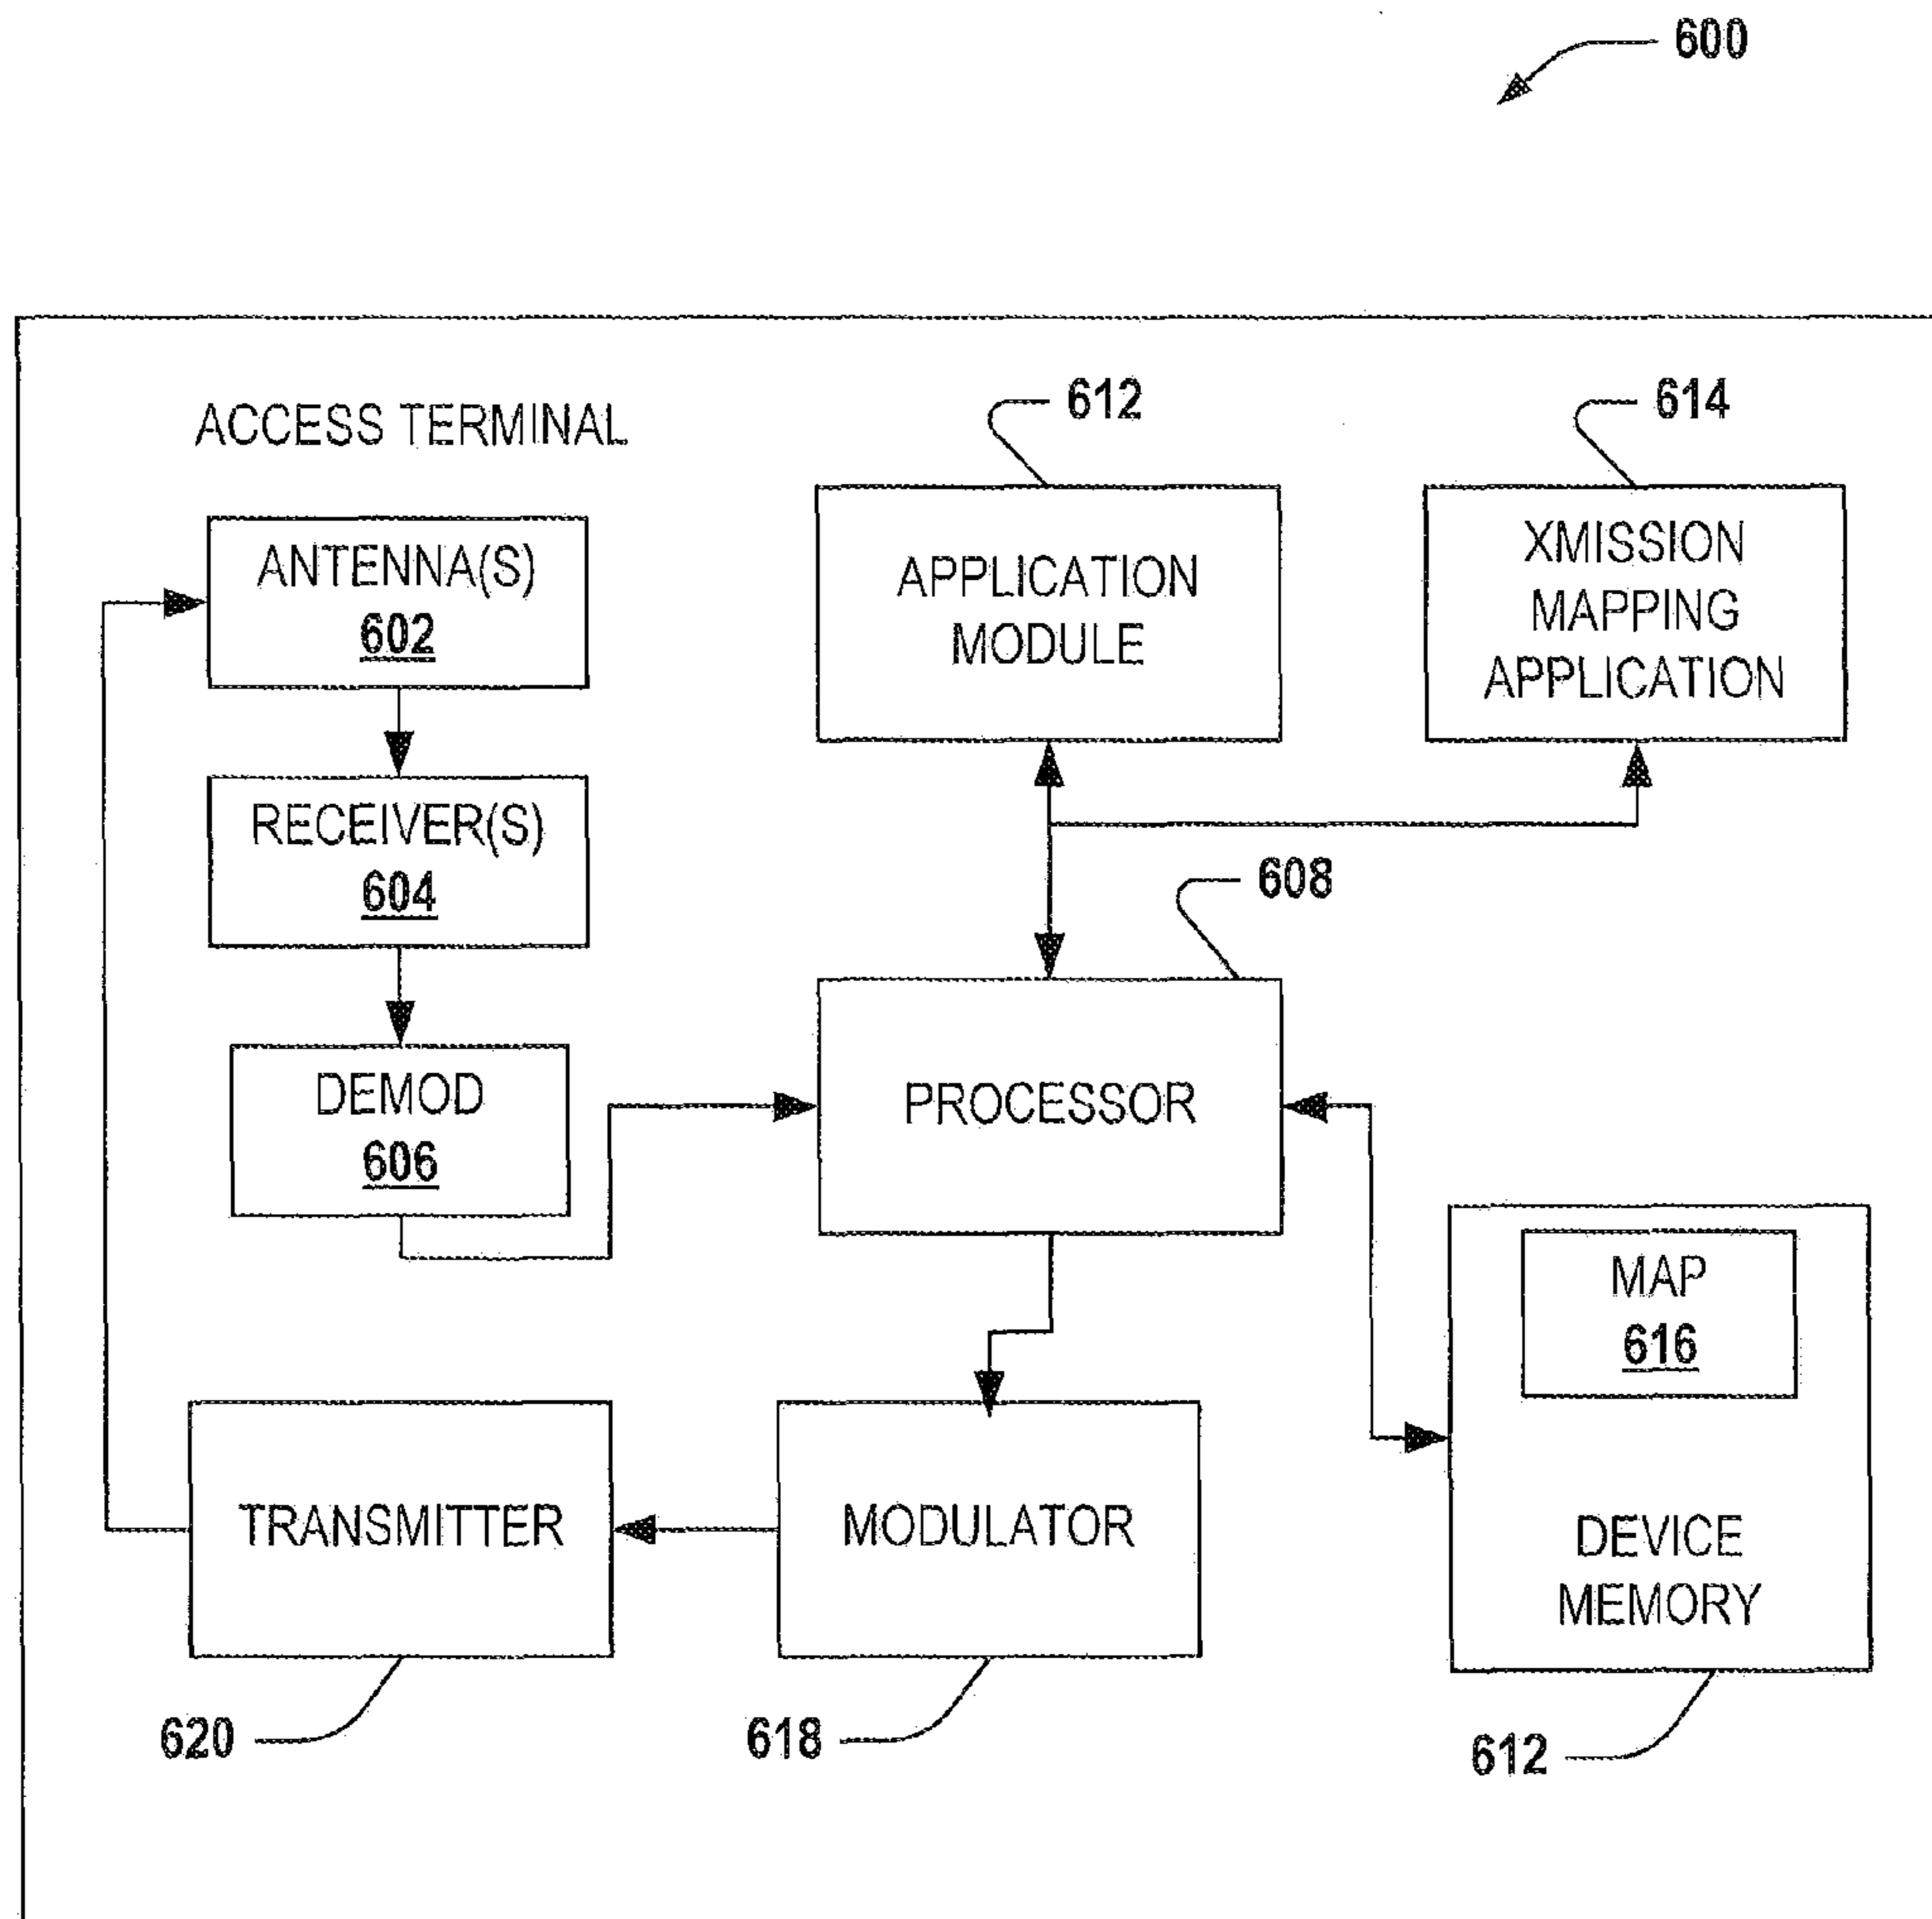 600
ACCESS TERMINAL
612
614
ANTENNA(S)
602
APPLICATION
MODULE
XMISSION
MAPPING
APPLICATION
RECEIVER(S)
604
608
DEMOD
606
PROCESSOR
MAP
616
TRANSMITTER
MODULATOR
DEVICE
MEMORY
620
618
612